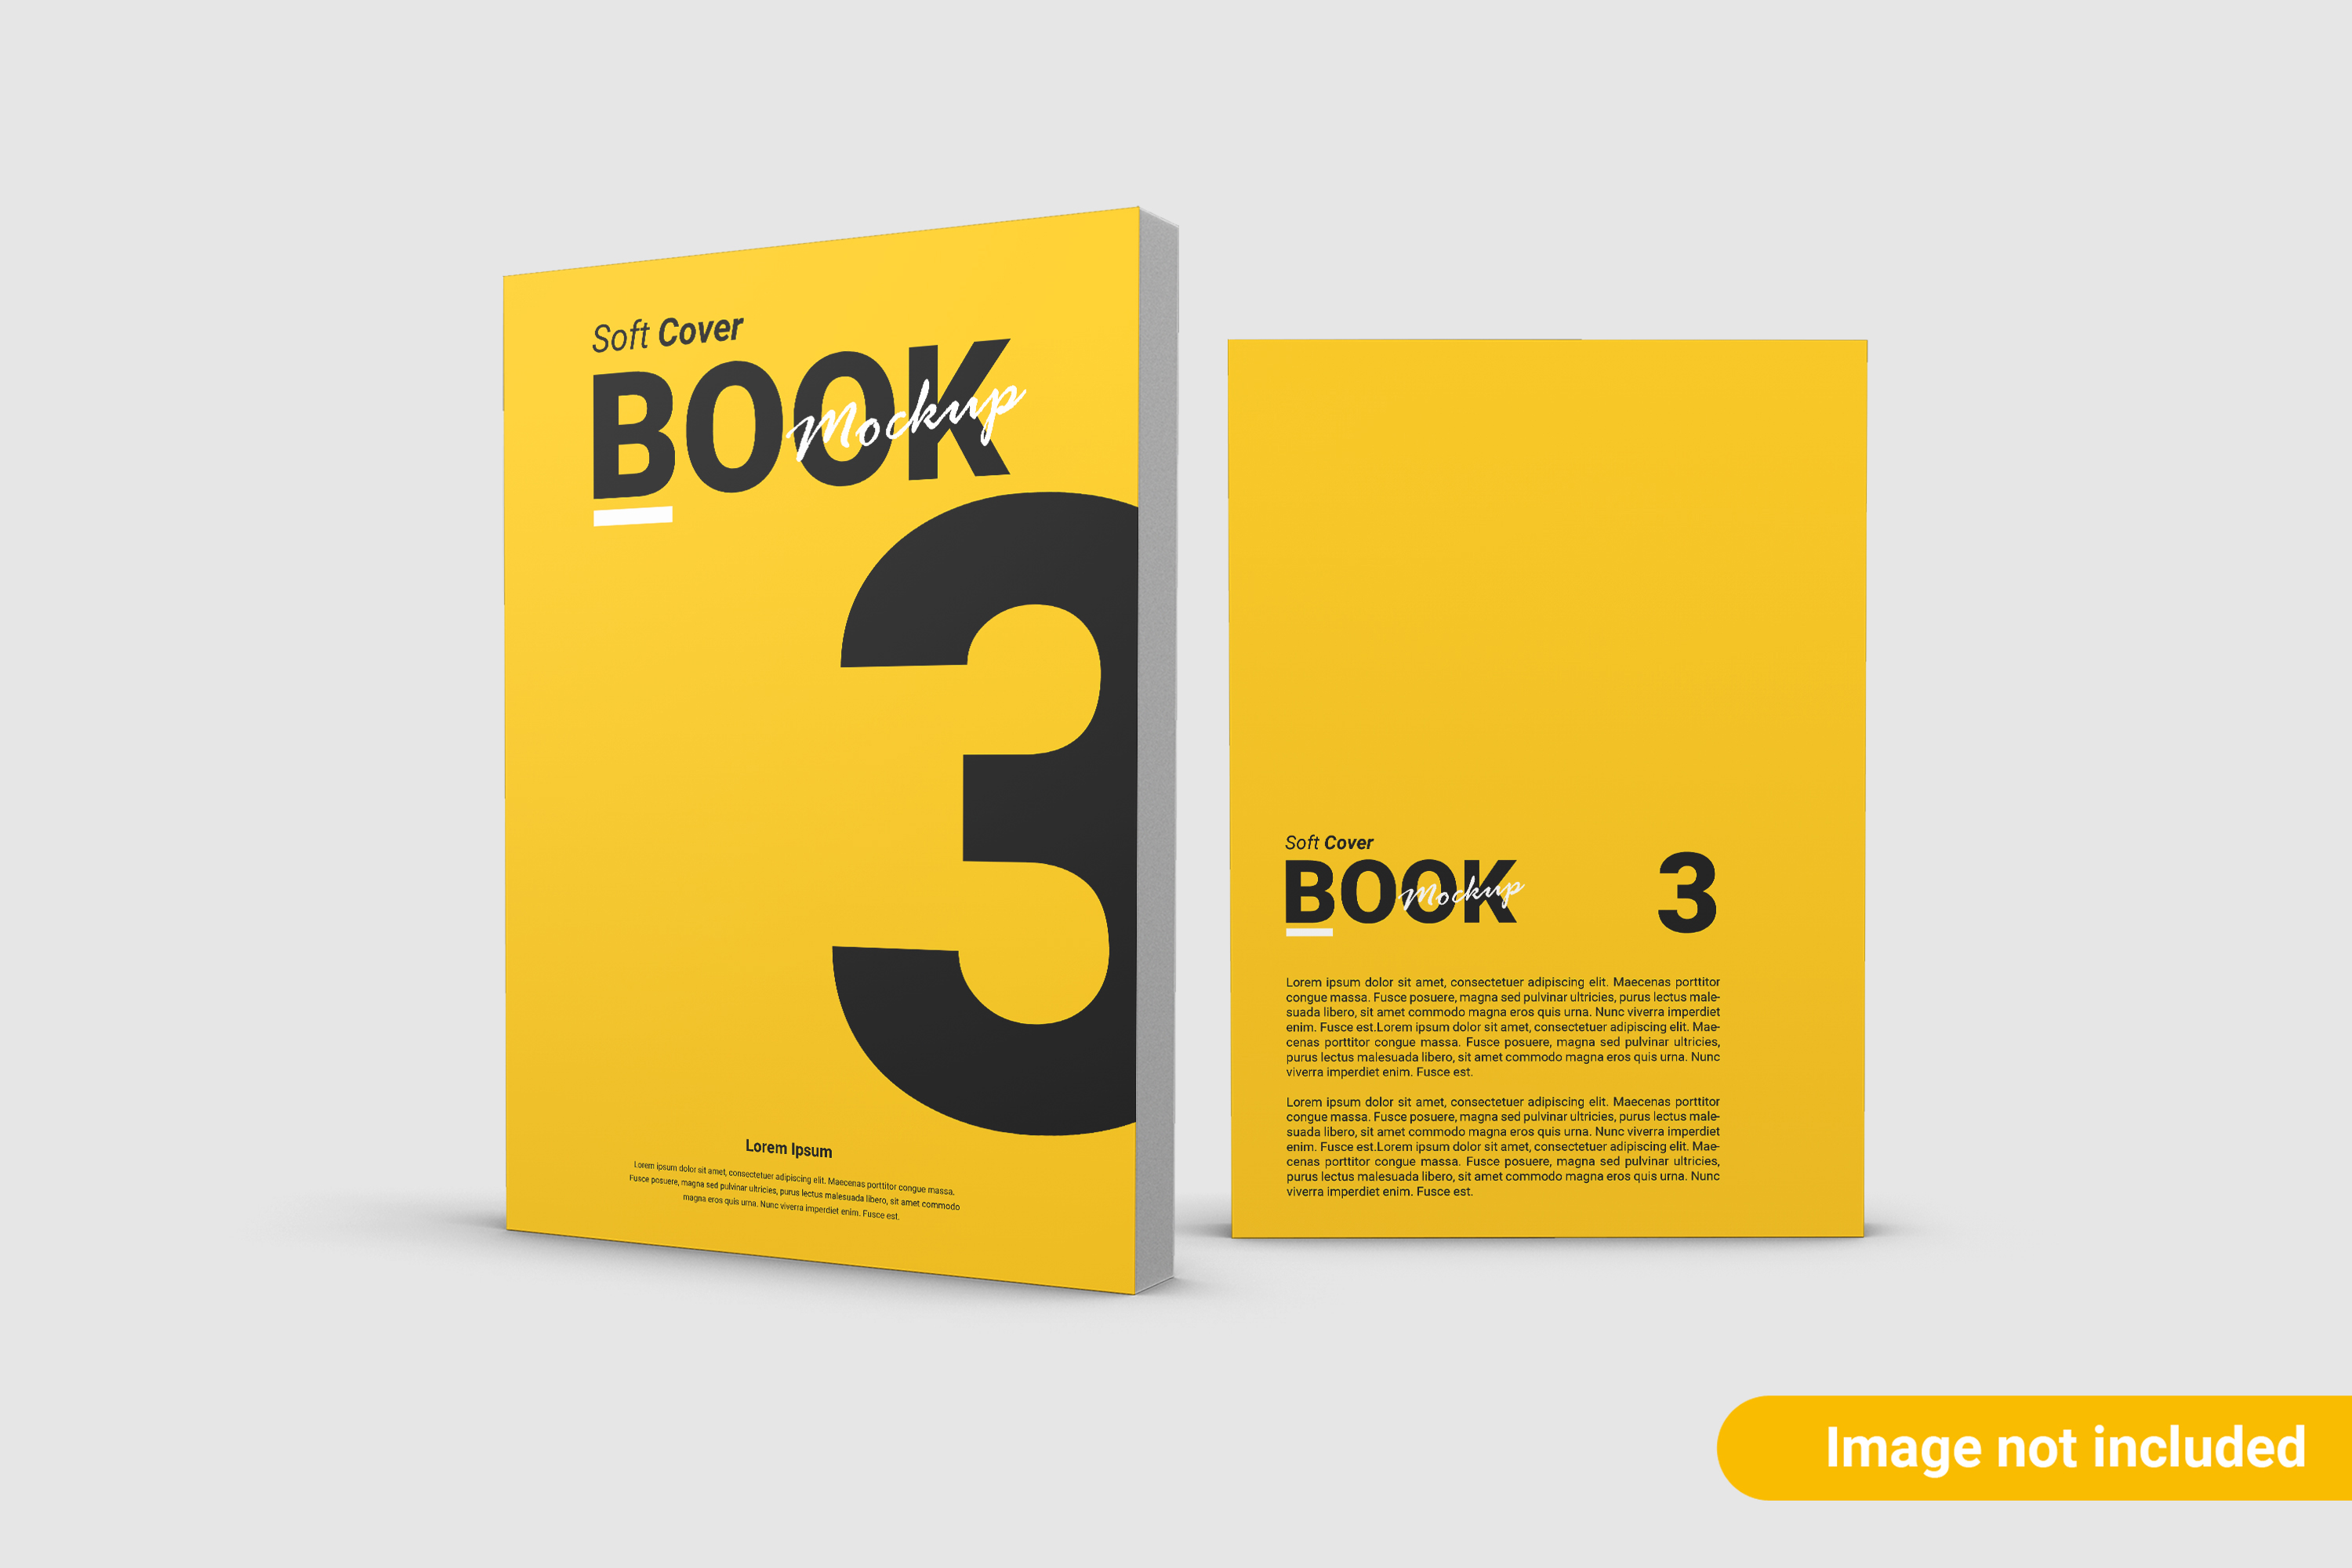 Soft Cover
BOOK
Mockup
3
Lorem Ipsum
Lorem ipsum dolor sit amet, consectetuer adipiscing elit. Maecenas porttitor congue massa.
Fusce posuere, magna sed pulvinar ultricies, purus lectus malesuada libero, sit amet commodo
magna eros quis urna. Nunc viverra imperdiet enim. Fusce est.
Soft Cover
BOOK
Mockup
3
Lorem ipsum dolor sit amet, consectetuer adipiscing elit. Maecenas porttitor
congue massa. Fusce posuere, magna sed pulvinar ultricies, purus lectus male-
suada libero, sit amet commodo magna eros quis urna. Nunc viverra imperdiet
enim. Fusce est.Lorem ipsum dolor sit amet, consectetuer adipiscing elit. Mae-
cenas porttitor congue massa. Fusce posuere, magna sed pulvinar ultricies,
purus lectus malesuada libero, sit amet commodo magna eros quis urna. Nunc
viverra imperdiet enim. Fusce est.
Lorem ipsum dolor sit amet, consectetuer adipiscing elit. Maecenas porttitor
congue massa. Fusce posuere, magna sed pulvinar ultricies, purus lectus male-
suada libero, sit amet commodo magna eros quis urna. Nunc viverra imperdiet
enim. Fusce est.Lorem ipsum dolor sit amet, consectetuer adipiscing elit. Mae-
cenas porttitor congue massa. Fusce posuere, magna sed pulvinar ultricies,
purus lectus malesuada libero, sit amet commodo magna eros quis urna. Nunc
viverra imperdiet enim. Fusce est.
Image not included